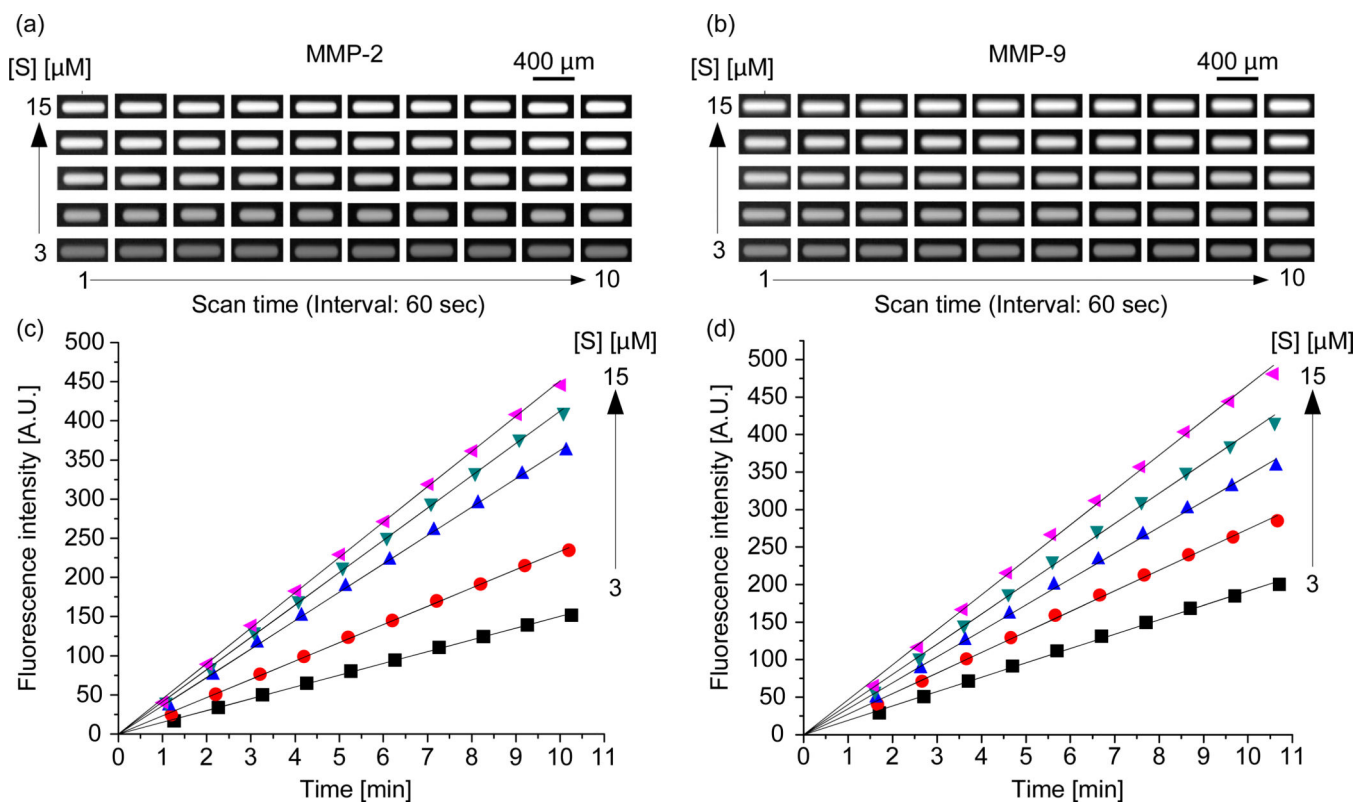 (a)
MMP-2
400 µm
[S] [µM]
15
3
1
10
Scan time (Interval: 60 sec)
(b)
MMP-9
400 µm
[S] [µM]
15
3
1
10
Scan time (Interval: 60 sec)
(c)
Fluorescence intensity [A.U.]
500
450
400
350
300
250
200
150
100
50
0
0 1 2 3 4 5 6 7 8 9 10 11
Time [min]
[S] [µM]
15
3
(d)
Fluorescence intensity [A.U.]
500
450
400
350
300
250
200
150
100
50
0
0 1 2 3 4 5 6 7 8 9 10 11
Time [min]
[S] [µM]
15
3